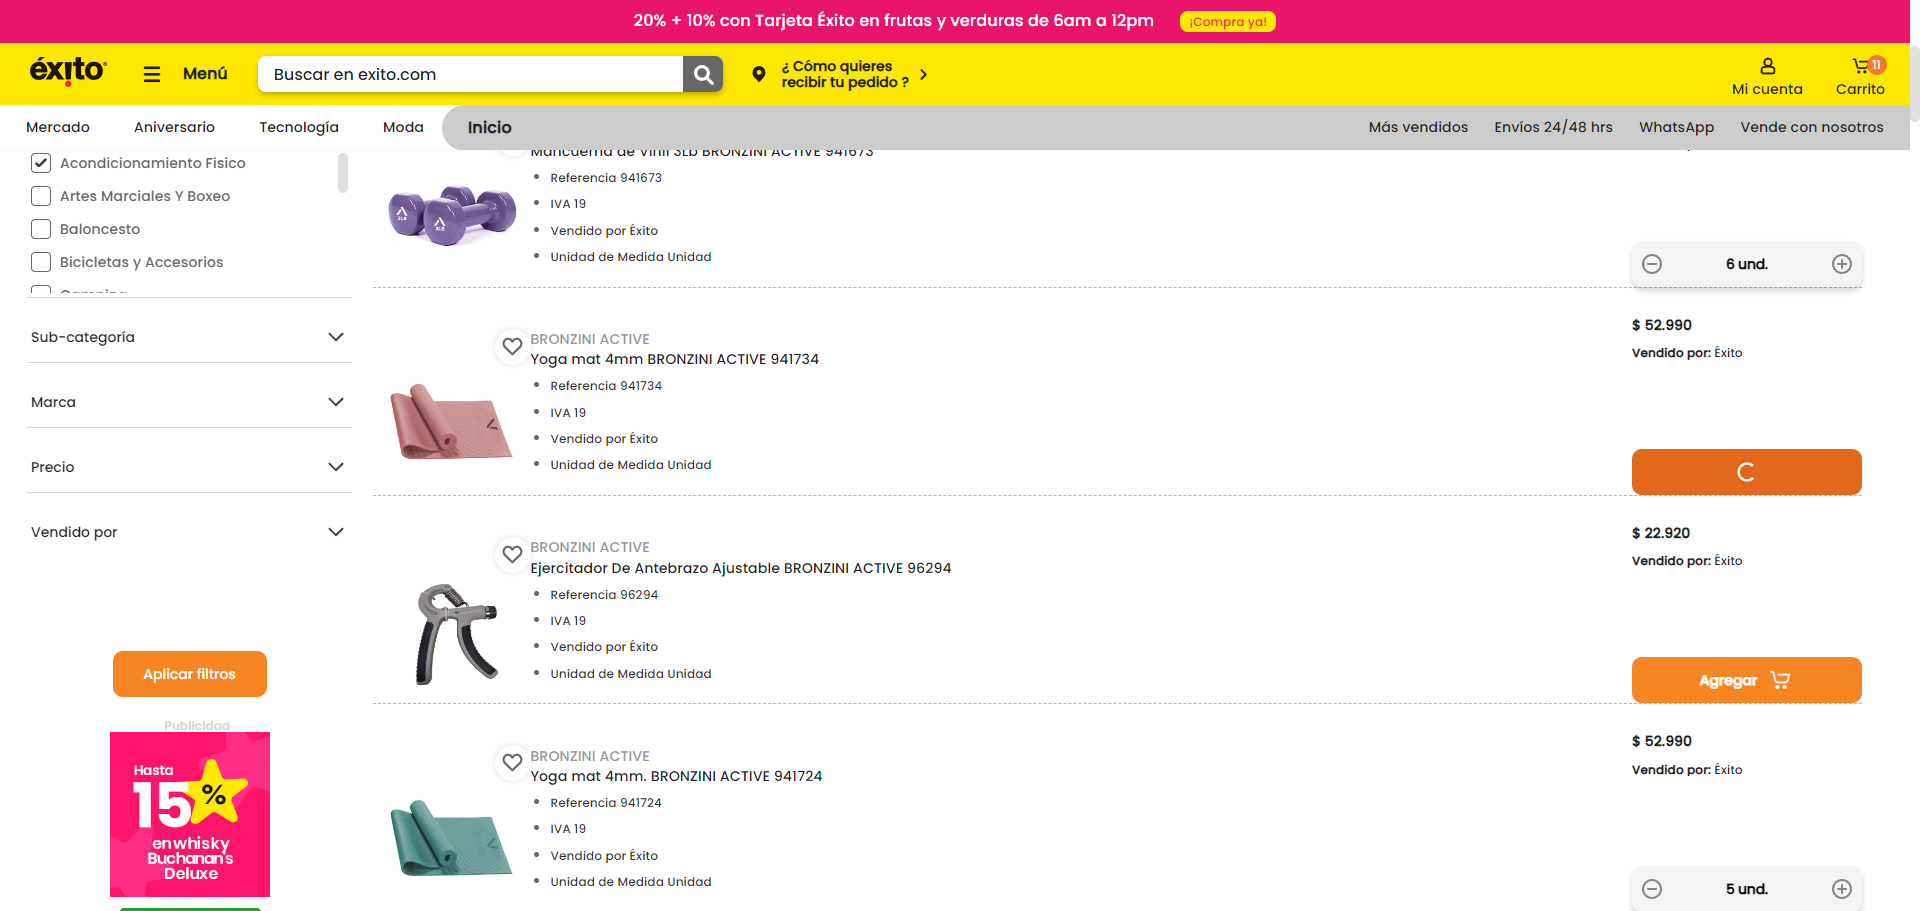 20% + 10% con Tarjeta Éxito en frutas y verduras de 6am a 12pm
¡Compra ya!
éxito
Menú
Buscar en exito.com
¿ Cómo quieres
recibir tu pedido ?
Mi cuenta
11
Carrito
Mercado
Aniversario
Tecnología
Moda
Inicio
Más vendidos
Envíos 24/48 hrs
WhatsApp
Vende con nosotros
Acondicionamiento Fisico
Artes Marciales Y Boxeo
Baloncesto
Bicicletas y Accesorios
Camping
Sub-categoría
Marca
Precio
Vendido por
Aplicar filtros
Publicidad
Hasta
15%
en whisky
Buchanan's
Deluxe
Mancuerna de Vinil 3Lb BRONZINI ACTIVE 941673
Referencia 941673
IVA 19
Vendido por Éxito
Unidad de Medida Unidad
6 und.
BRONZINI ACTIVE
Yoga mat 4mm BRONZINI ACTIVE 941734
Referencia 941734
IVA 19
Vendido por Éxito
Unidad de Medida Unidad
$ 52.990
Vendido por: Éxito
BRONZINI ACTIVE
Ejercitador De Antebrazo Ajustable BRONZINI ACTIVE 96294
Referencia 96294
IVA 19
Vendido por Éxito
Unidad de Medida Unidad
$ 22.920
Vendido por: Éxito
Agregar
BRONZINI ACTIVE
Yoga mat 4mm. BRONZINI ACTIVE 941724
Referencia 941724
IVA 19
Vendido por Éxito
Unidad de Medida Unidad
$ 52.990
Vendido por: Éxito
5 und.